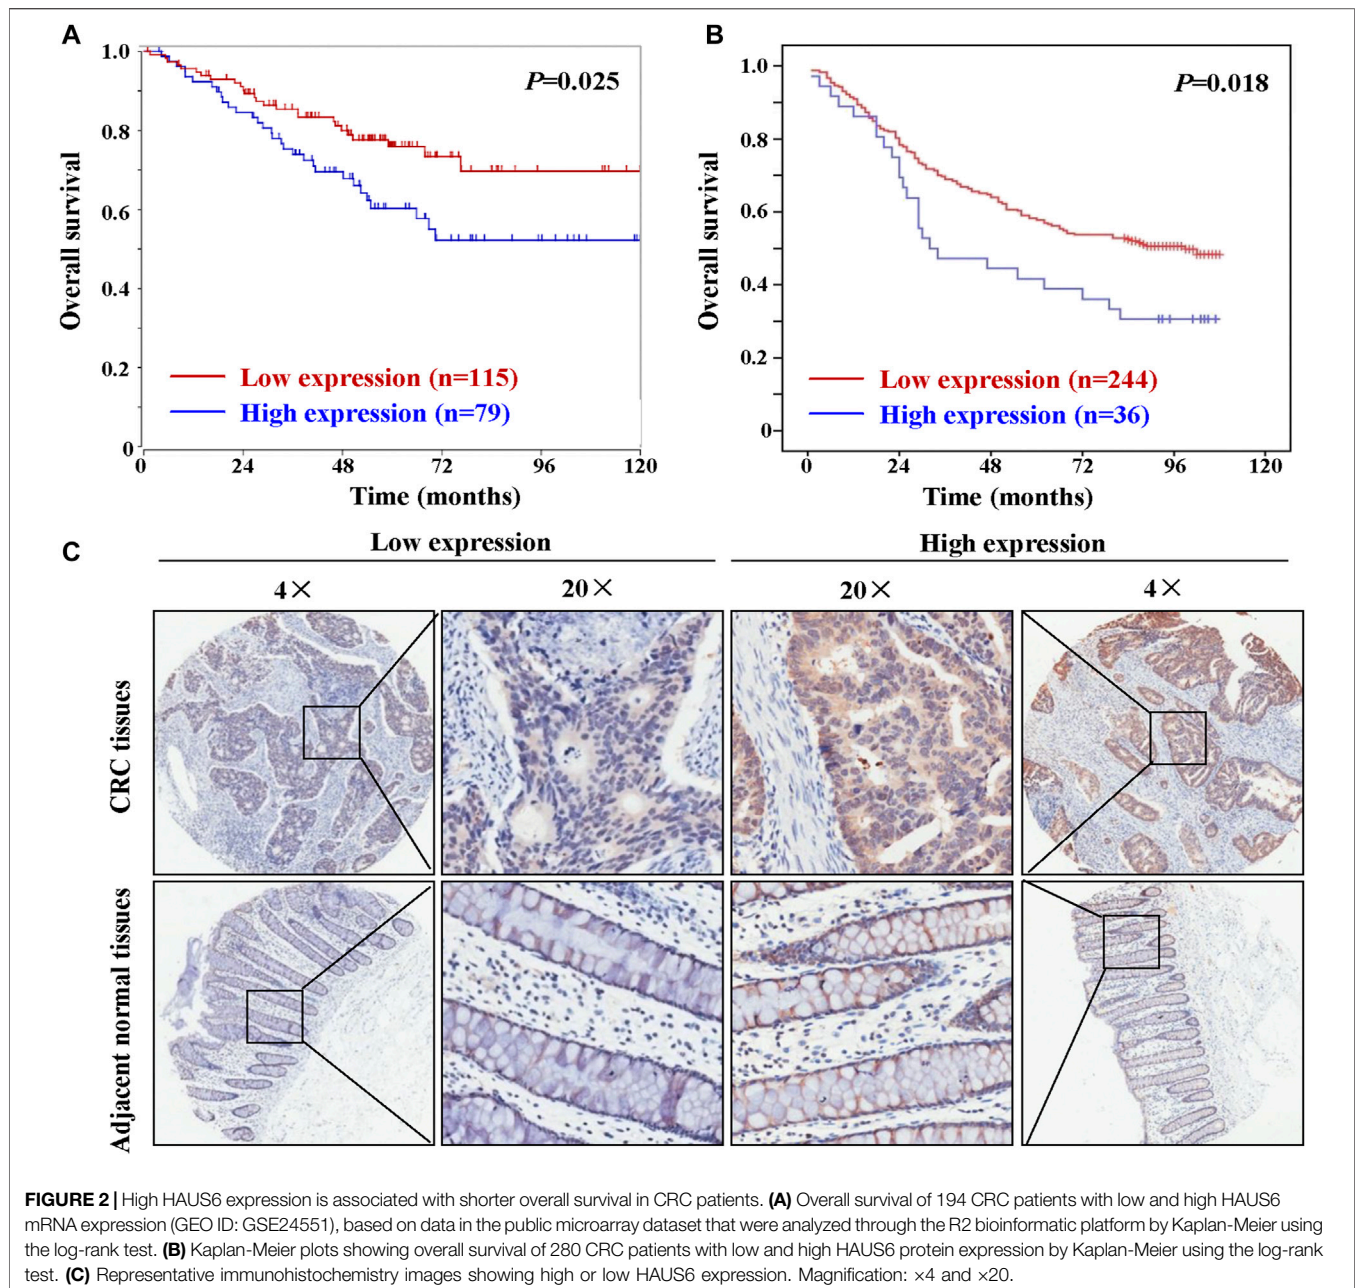 A
1.0
0.8
0.6
0.4
0.2
0
Overall survival
P=0.025
Low expression (n=115)
High expression (n=79)
0 24 48 72 96 120
Time (months)
B
1.0
0.8
0.6
0.4
0.2
0
Overall survival
P=0.018
Low expression (n=244)
High expression (n=36)
0 24 48 72 96 120
Time (months)
C
Low expression High expression
4× 20× 20× 4×
CRC tissues
Adjacent normal tissues
FIGURE 2 | High HAUS6 expression is associated with shorter overall survival in CRC patients. (A) Overall survival of 194 CRC patients with low and high HAUS6
mRNA expression (GEO ID: GSE24551), based on data in the public microarray dataset that were analyzed through the R2 bioinformatic platform by Kaplan-Meier using
the log-rank test. (B) Kaplan-Meier plots showing overall survival of 280 CRC patients with low and high HAUS6 protein expression by Kaplan-Meier using the log-rank
test. (C) Representative immunohistochemistry images showing high or low HAUS6 expression. Magnification: ×4 and ×20.